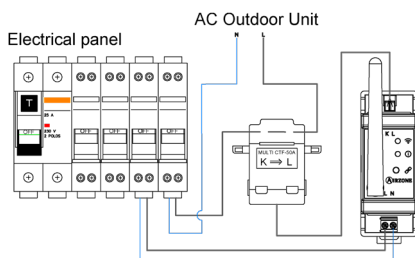 AC Outdoor Unit
Electrical panel
N L
T
25 A
230 V
2 POLOS
OFF OFF OFF OFF OFF
MULTI CTF-50A
K ⟹ L
K L
AIRZONE
L N